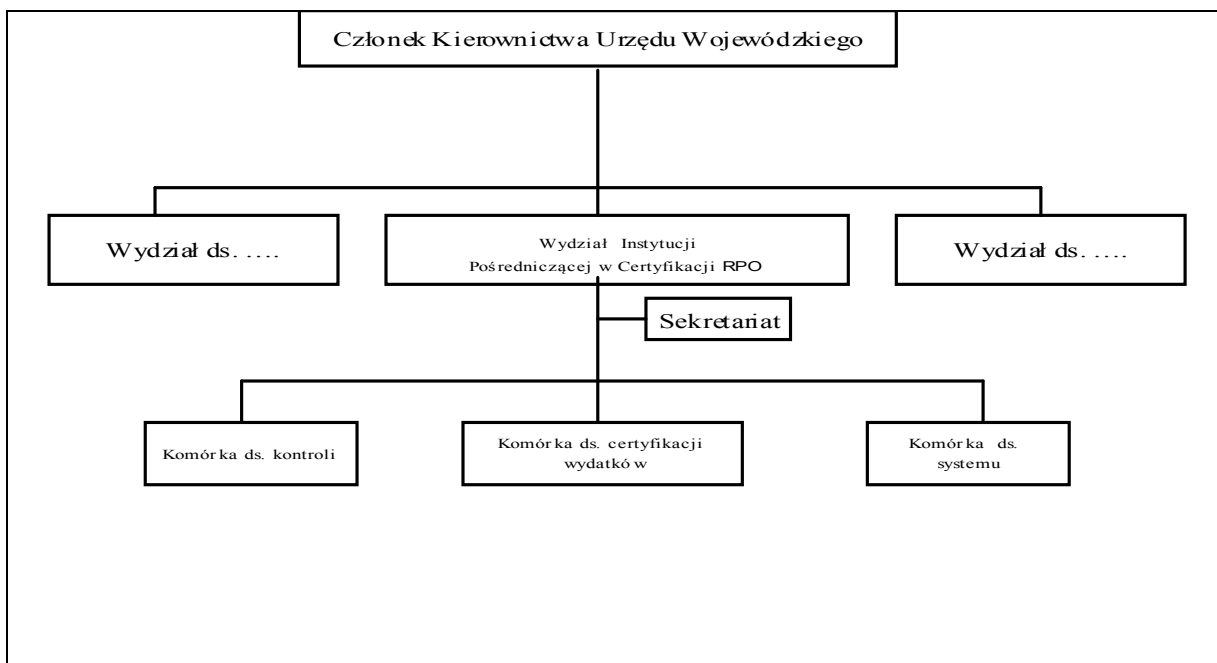 Członek Kierownictwa Urzędu Wojewódzkiego
Wydział ds. ….
Wydział Instytucji
Pośredniczącej w Certyfikacji RPO
Wydział ds. ….
Sekretariat
Komórka ds. kontroli
Komórka ds. certyfikacji
wydatków
Komórka ds.
systemu